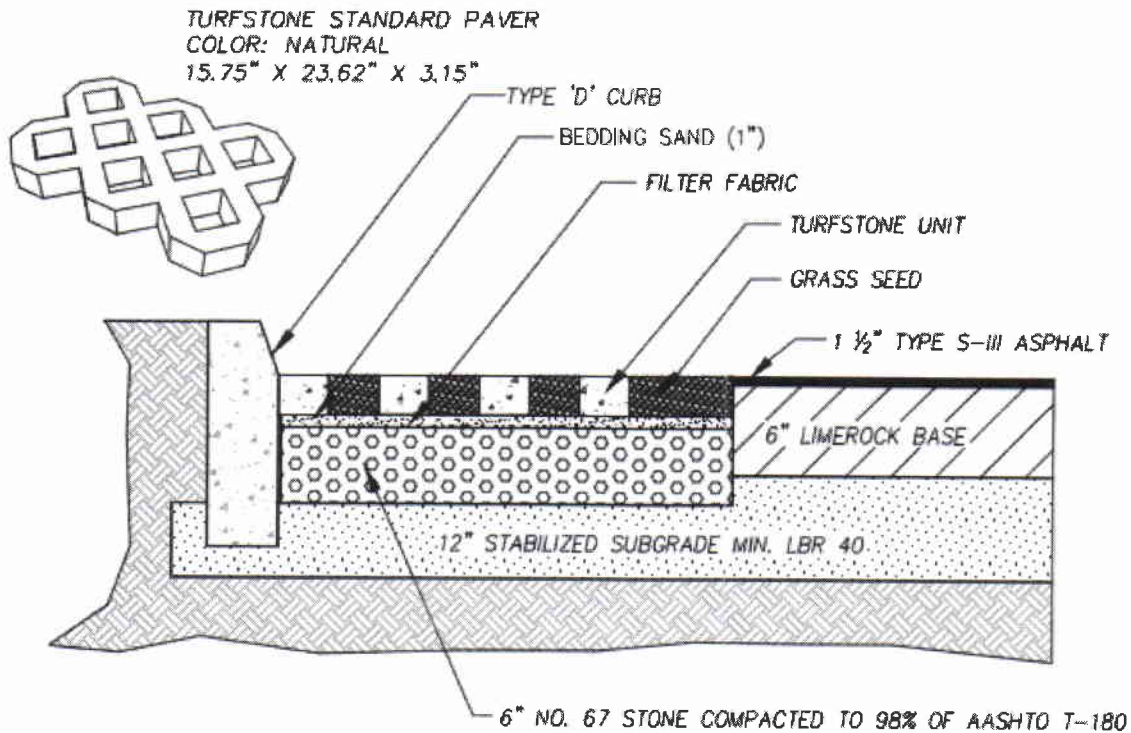 TURFSTONE STANDARD PAVER
COLOR: NATURAL
15.75" X 23.62" X 3.15"
TYPE 'D' CURB
BEDDING SAND (1")
FILTER FABRIC
TURFSTONE UNIT
GRASS SEED
1 ½" TYPE S-III ASPHALT
6" LIMEROCK BASE
12" STABILIZED SUBGRADE MIN. LBR 40
6" NO. 67 STONE COMPACTED TO 98% OF AASHTO T-180